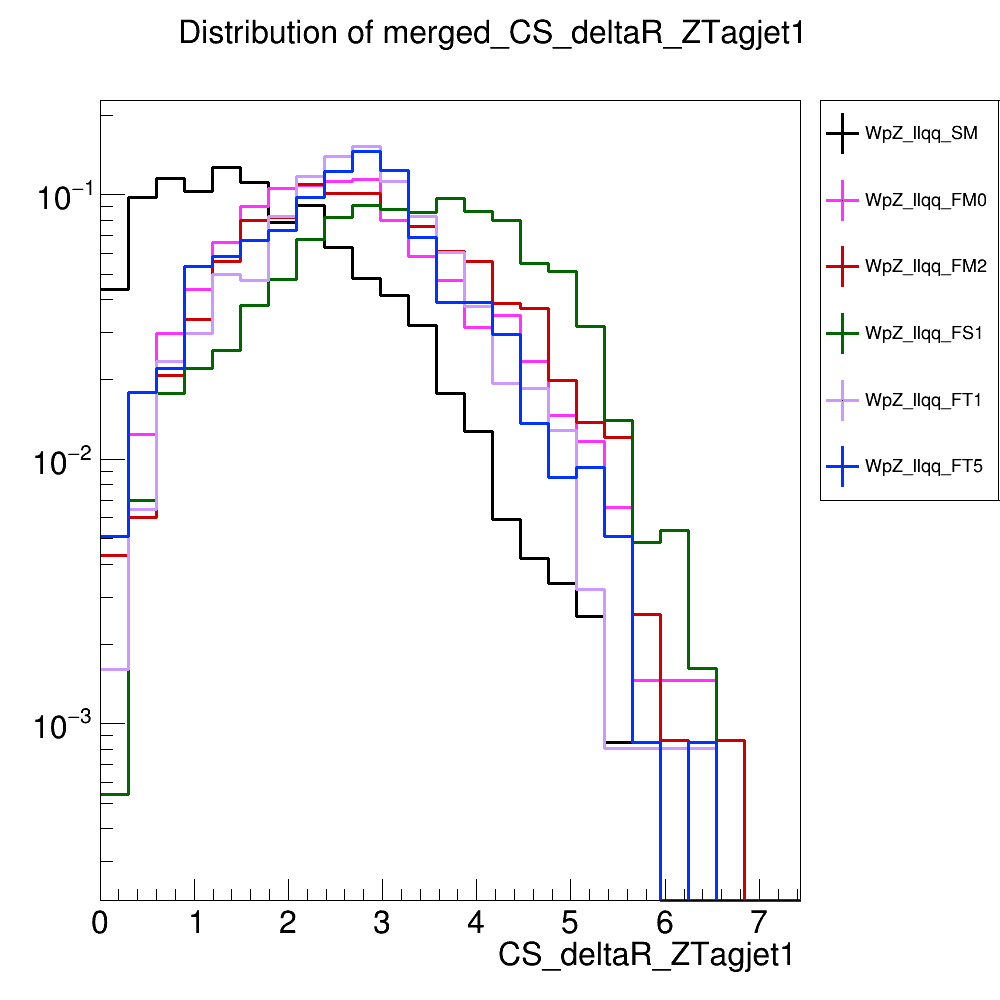 Distribution of merged_CS_deltaR_ZTagjet1
WpZ_llqq_SM
WpZ_llqq_FM0
WpZ_llqq_FM2
WpZ_llqq_FS1
WpZ_llqq_FT1
WpZ_llqq_FT5
10⁻¹
10⁻²
10⁻³
0 1 2 3 4 5 6 7
CS_deltaR_ZTagjet1